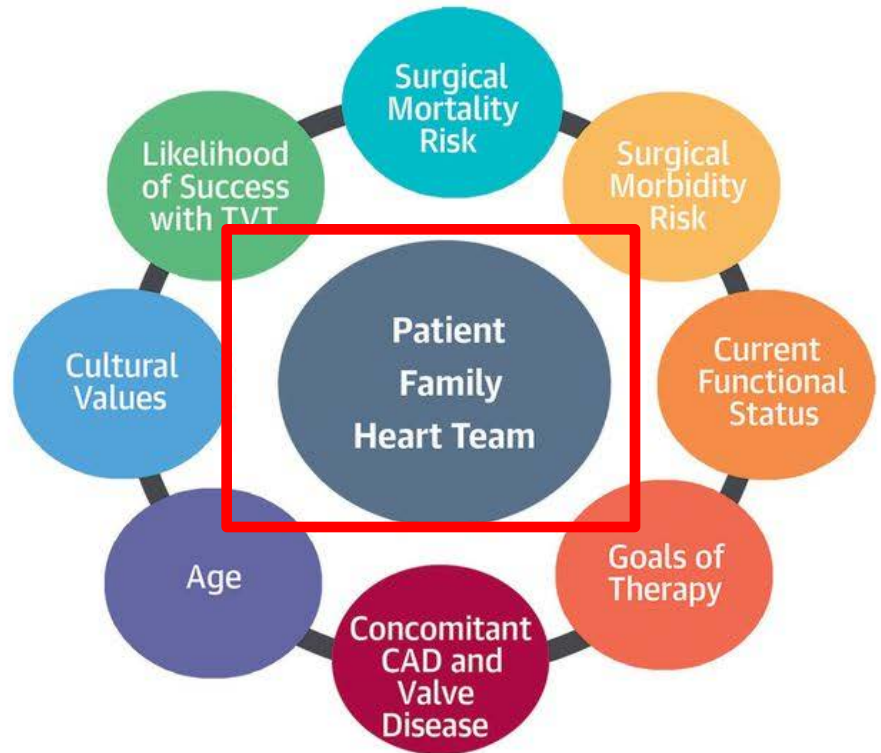 Surgical
Mortality
Risk
Surgical
Morbidity
Risk
Current
Functional
Status
Goals of
Therapy
Concomitant
CAD and
Valve
Disease
Age
Cultural
Values
Likelihood
of Success
with TVT
Patient
Family
Heart Team